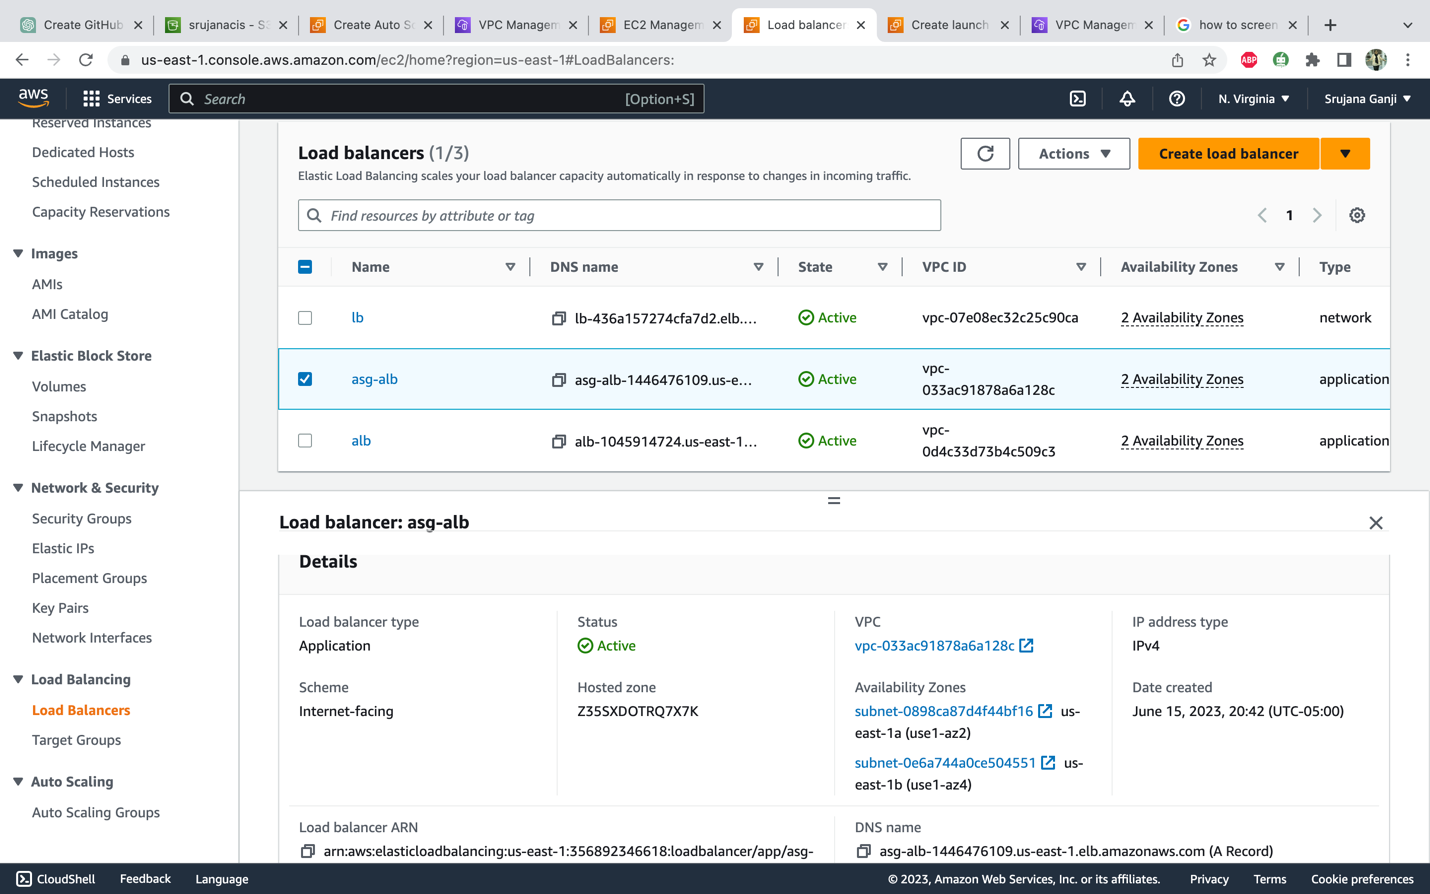 Create GitHub
srujanacis - S3
Create Auto Sc
VPC Managem
EC2 Managem
Load balancer
Create launch
VPC Managem
how to screen
us-east-1.console.aws.amazon.com/ec2/home?region=us-east-1#LoadBalancers:
ABP
aws
Services
Search
[Option+S]
N. Virginia
Srujana Ganji
Reserved Instances
Dedicated Hosts
Scheduled Instances
Capacity Reservations
Images
AMIs
AMI Catalog
Elastic Block Store
Volumes
Snapshots
Lifecycle Manager
Network & Security
Security Groups
Elastic IPs
Placement Groups
Key Pairs
Network Interfaces
Load Balancing
Load Balancers
Target Groups
Auto Scaling
Auto Scaling Groups
Load balancers (1/3)
Elastic Load Balancing scales your load balancer capacity automatically in response to changes in incoming traffic.
Actions
Create load balancer
Find resources by attribute or tag
1
Name
DNS name
State
VPC ID
Availability Zones
Type
lb
lb-436a157274cfa7d2.elb....
Active
vpc-07e08ec32c25c90ca
2 Availability Zones
network
asg-alb
asg-alb-1446476109.us-e...
Active
vpc-
033ac91878a6a128c
2 Availability Zones
application
alb
alb-1045914724.us-east-1...
Active
vpc-
0d4c33d73b4c509c3
2 Availability Zones
application
Load balancer: asg-alb
Details
Load balancer type
Application
Status
Active
VPC
vpc-033ac91878a6a128c
IP address type
IPv4
Scheme
Internet-facing
Hosted zone
Z35SXDOTRQ7X7K
Availability Zones
subnet-0898ca87d4f44bf16 us-
east-1a (use1-az2)
subnet-0e6a744a0ce504551 us-
east-1b (use1-az4)
Date created
June 15, 2023, 20:42 (UTC-05:00)
Load balancer ARN
arn:aws:elasticloadbalancing:us-east-1:356892346618:loadbalancer/app/asg-
DNS name
asg-alb-1446476109.us-east-1.elb.amazonaws.com (A Record)
CloudShell
Feedback
Language
© 2023, Amazon Web Services, Inc. or its affiliates.
Privacy
Terms
Cookie preferences